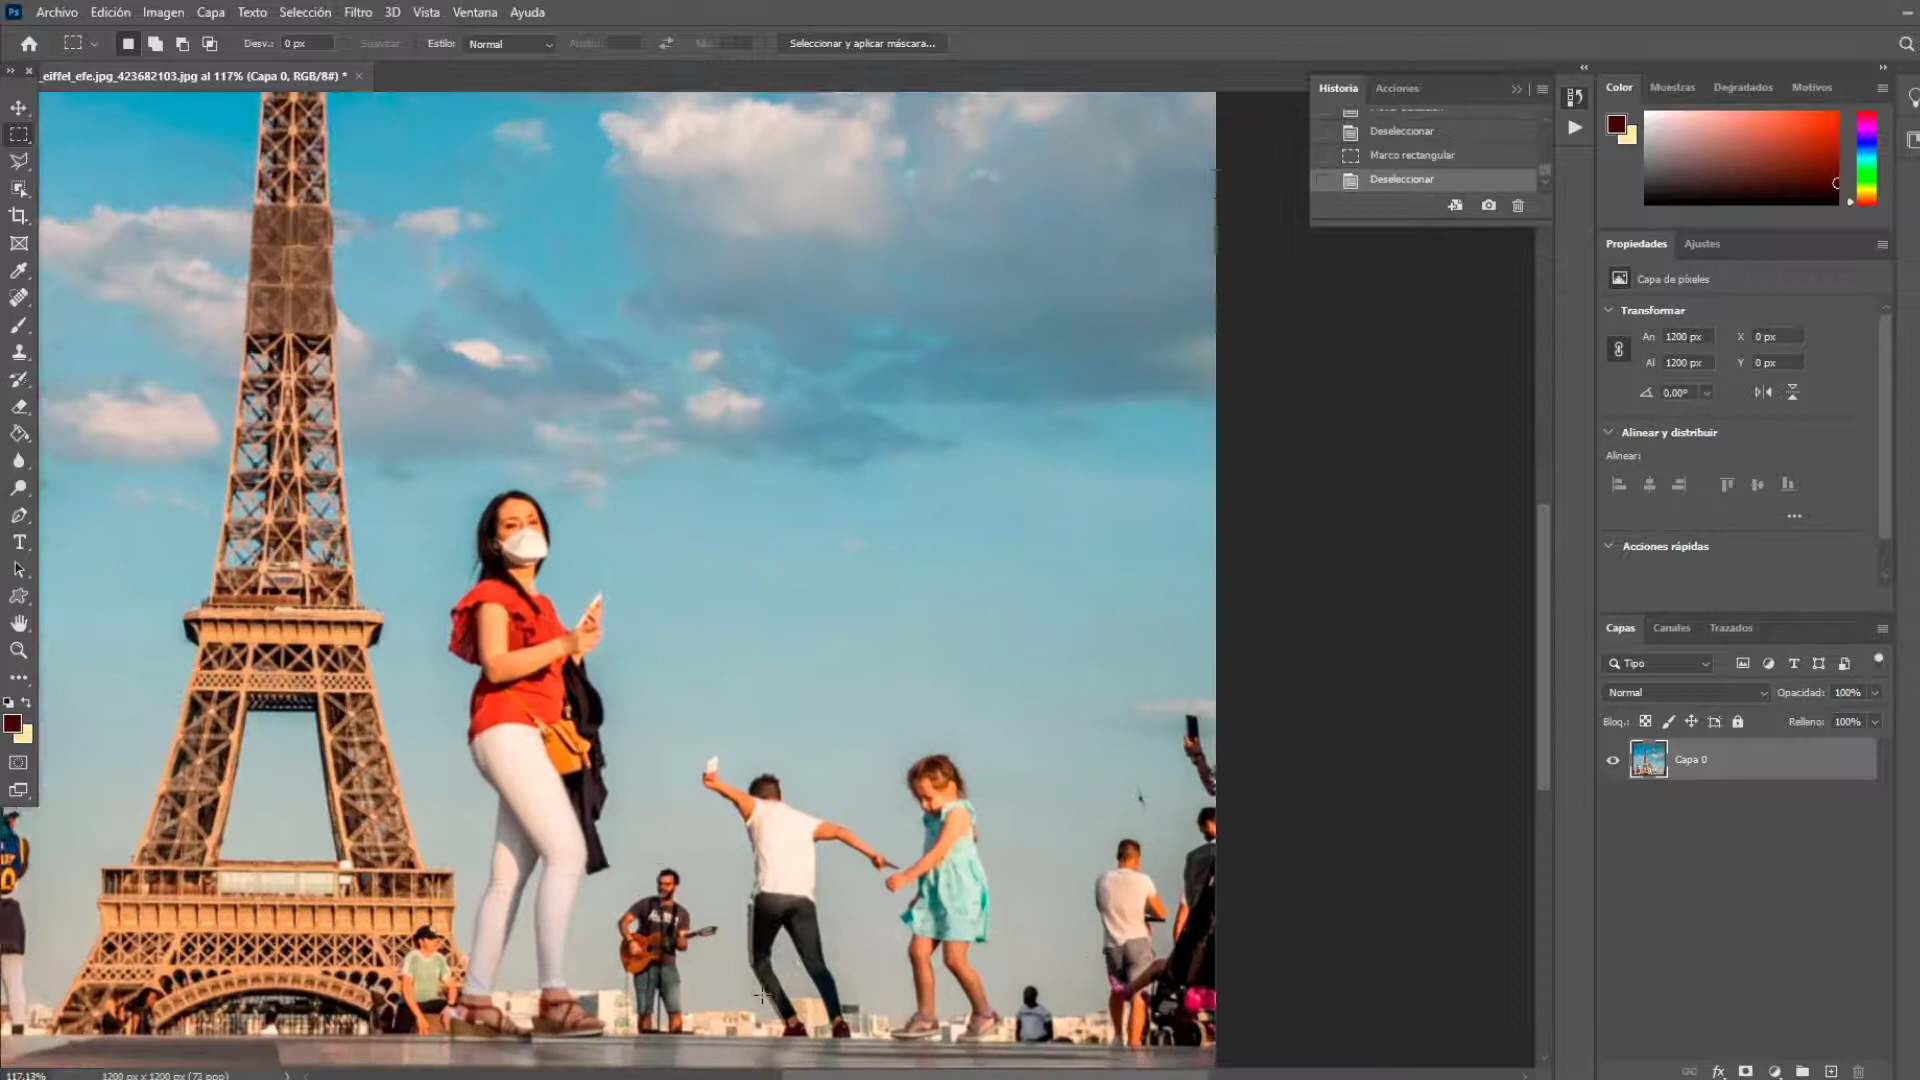 Ps Archivo Edición Imagen Capa Texto Selección Filtro 3D Vista Ventana Ayuda
Desv.: 0 px Suavizar Estilo: Normal Seleccionar y aplicar máscara...
_eiffel_efe.jpg_423682103.jpg al 117% (Capa 0, RGB/8#) * ×
Historia Acciones
Deseleccionar
Marco rectangular
Deseleccionar
Color Muestras Degradados Motivos
Propiedades Ajustes
Capa de píxeles
Transformar
An 1200 px X 0 px
Al 1200 px Y 0 px
0,00°
Alinear y distribuir
Alinear:
Acciones rápidas
Capas Canales Trazados
Tipo
Normal Opacidad: 100%
Bloq.: Relleno: 100%
Capa 0
117,13% 1200 px x 1200 px (72 ppp)